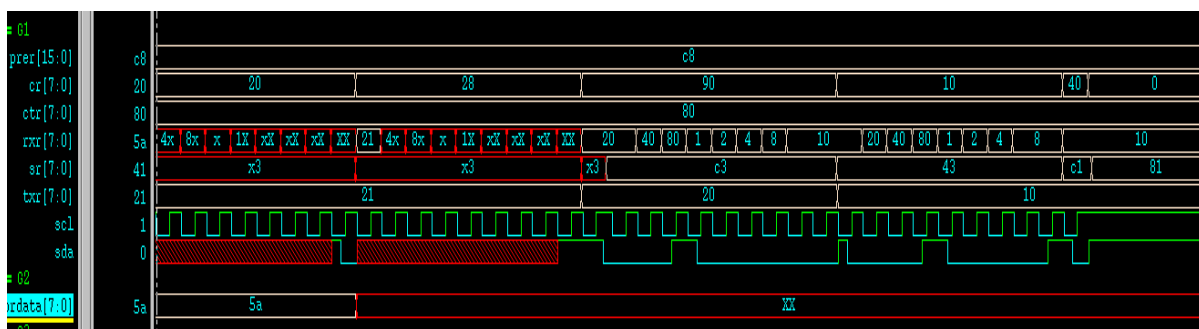 = G1
prer[15:0] c8 c8
cr[7:0] 20 20 28 90 10 40 0
ctr[7:0] 80 80
rxr[7:0] 5a 4x 8x x 1X xX xX xX XX 21 4x 8x x 1X xX xX xX XX 20 40 80 1 2 4 8 10 20 40 80 1 2 4 8 10
sr[7:0] 41 x3 x3 x3 c3 43 c1 81
txr[7:0] 21 21 20 10
scl 1
sda 0
= G2
prdata[7:0] 5a 5a XX